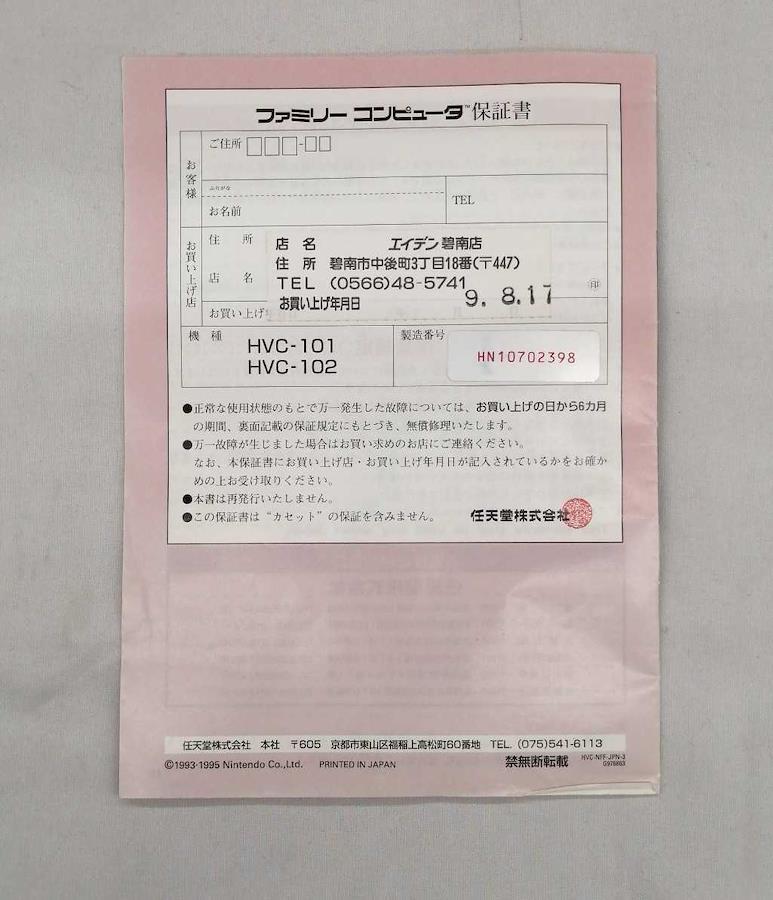 ファミリー コンピュータ™ 保証書
お客様
ご住所 □□□-□□
ふりがな
お名前
TEL
お買い上げ店
住 所
店 名
店 名 エイデン碧南店
住 所 碧南市中後町3丁目18番(〒447)
TEL (0566)48-5741
お買い上げ年月日 9. 8.17
印
お買い上げ
機 種
HVC-101
HVC-102
製造番号
HN10702398
●正常な使用状態のもとで万一発生した故障については、お買い上げの日から6カ月
の期間、裏面記載の保証規定にもとづき、無償修理いたします。
●万一故障が生じました場合はお買い求めのお店にご連絡ください。
なお、本保証書にお買い上げ店・お買い上げ年月日が記入されているかをお確か
めの上お受け取りください。
●本書は再発行いたしません。
●この保証書は“カセット”の保証を含みません。
任天堂株式会社
任天堂株式会社 本社 〒605 京都市東山区福稲上高松町60番地 TEL. (075)541-6113
©1993-1995 Nintendo Co.,Ltd. PRINTED IN JAPAN
禁無断転載
HVC-NFF-JPN-3